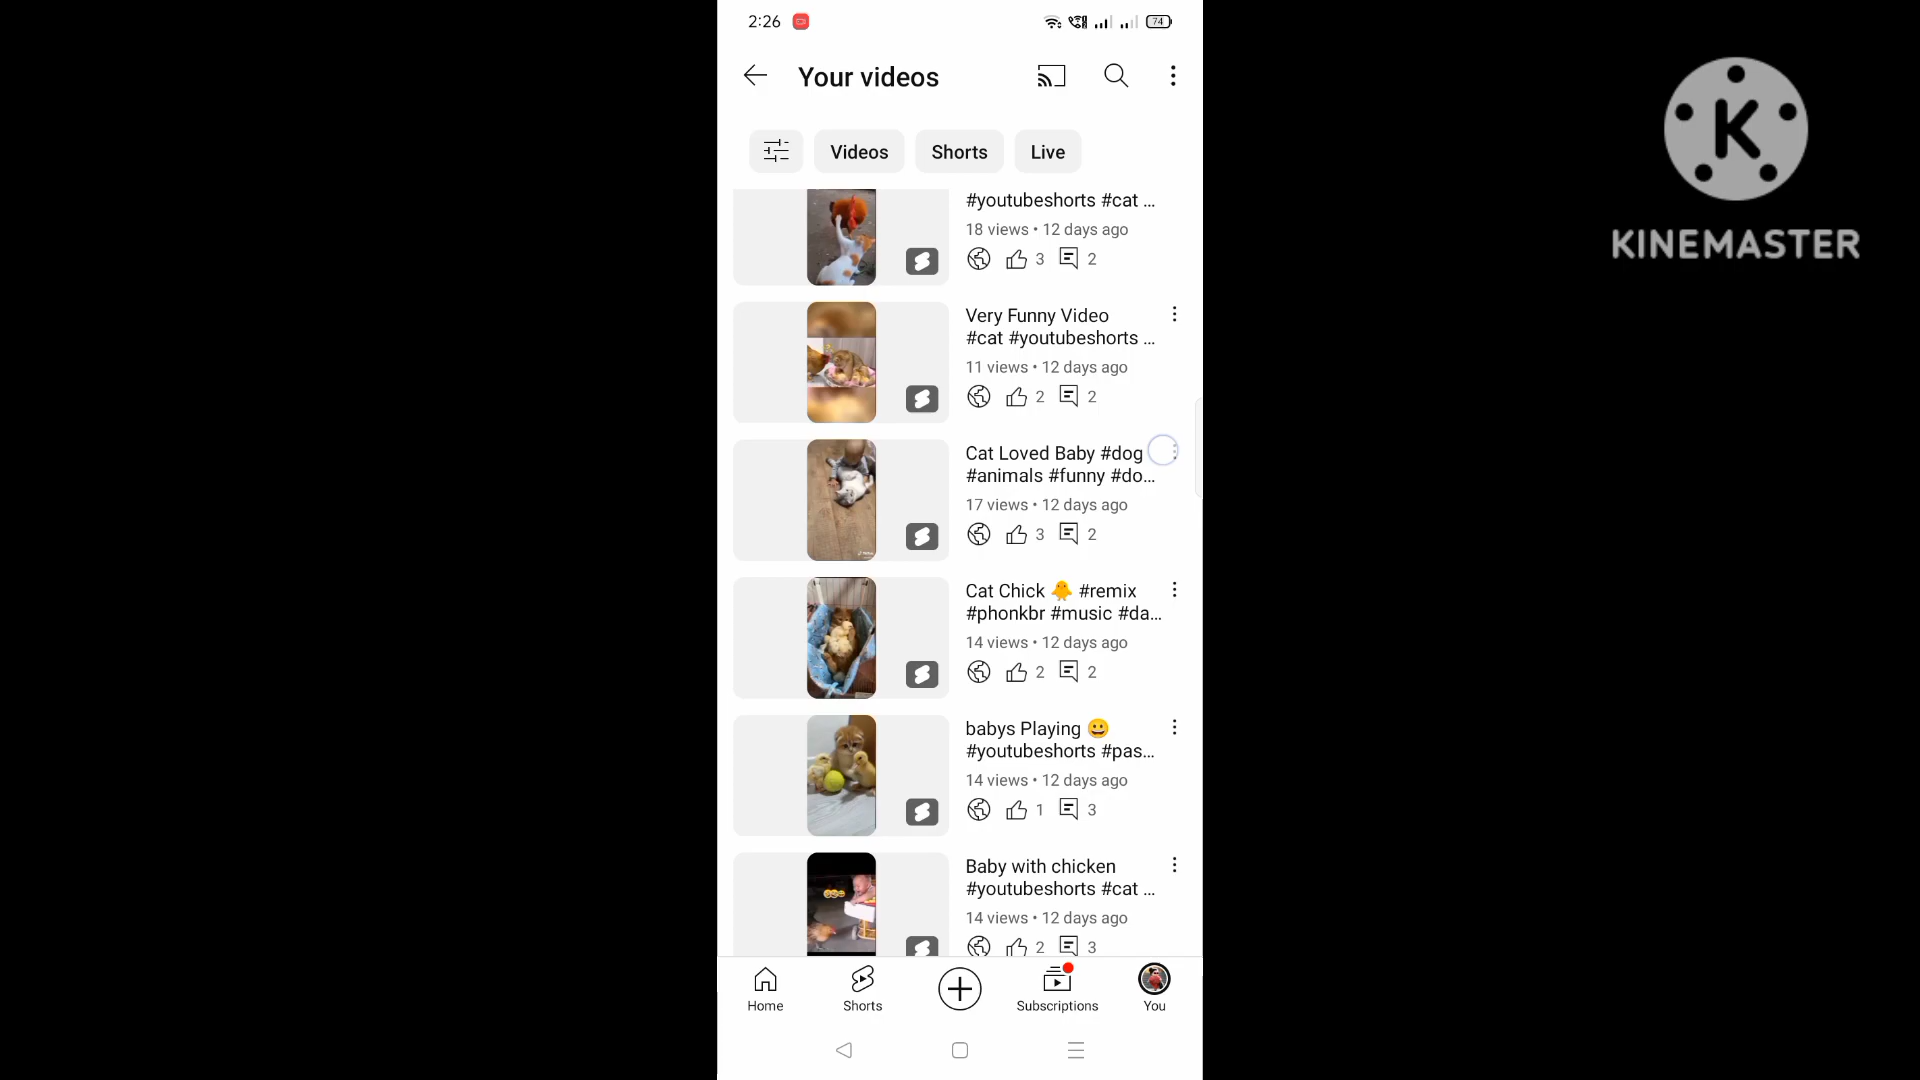 2:26
74
Your videos
Videos
Shorts
Live
#youtubeshorts #cat ...
18 views • 12 days ago
3
2
Very Funny Video
#cat #youtubeshorts ...
11 views • 12 days ago
2
2
Cat Loved Baby #dog
#animals #funny #do...
17 views • 12 days ago
3
2
Cat Chick 🐥 #remix
#phonkbr #music #da...
14 views • 12 days ago
2
2
babys Playing 😀
#youtubeshorts #pas...
14 views • 12 days ago
1
3
Baby with chicken
#youtubeshorts #cat ...
14 views • 12 days ago
2
3
Home
Shorts
Subscriptions
You
K
KINEMASTER